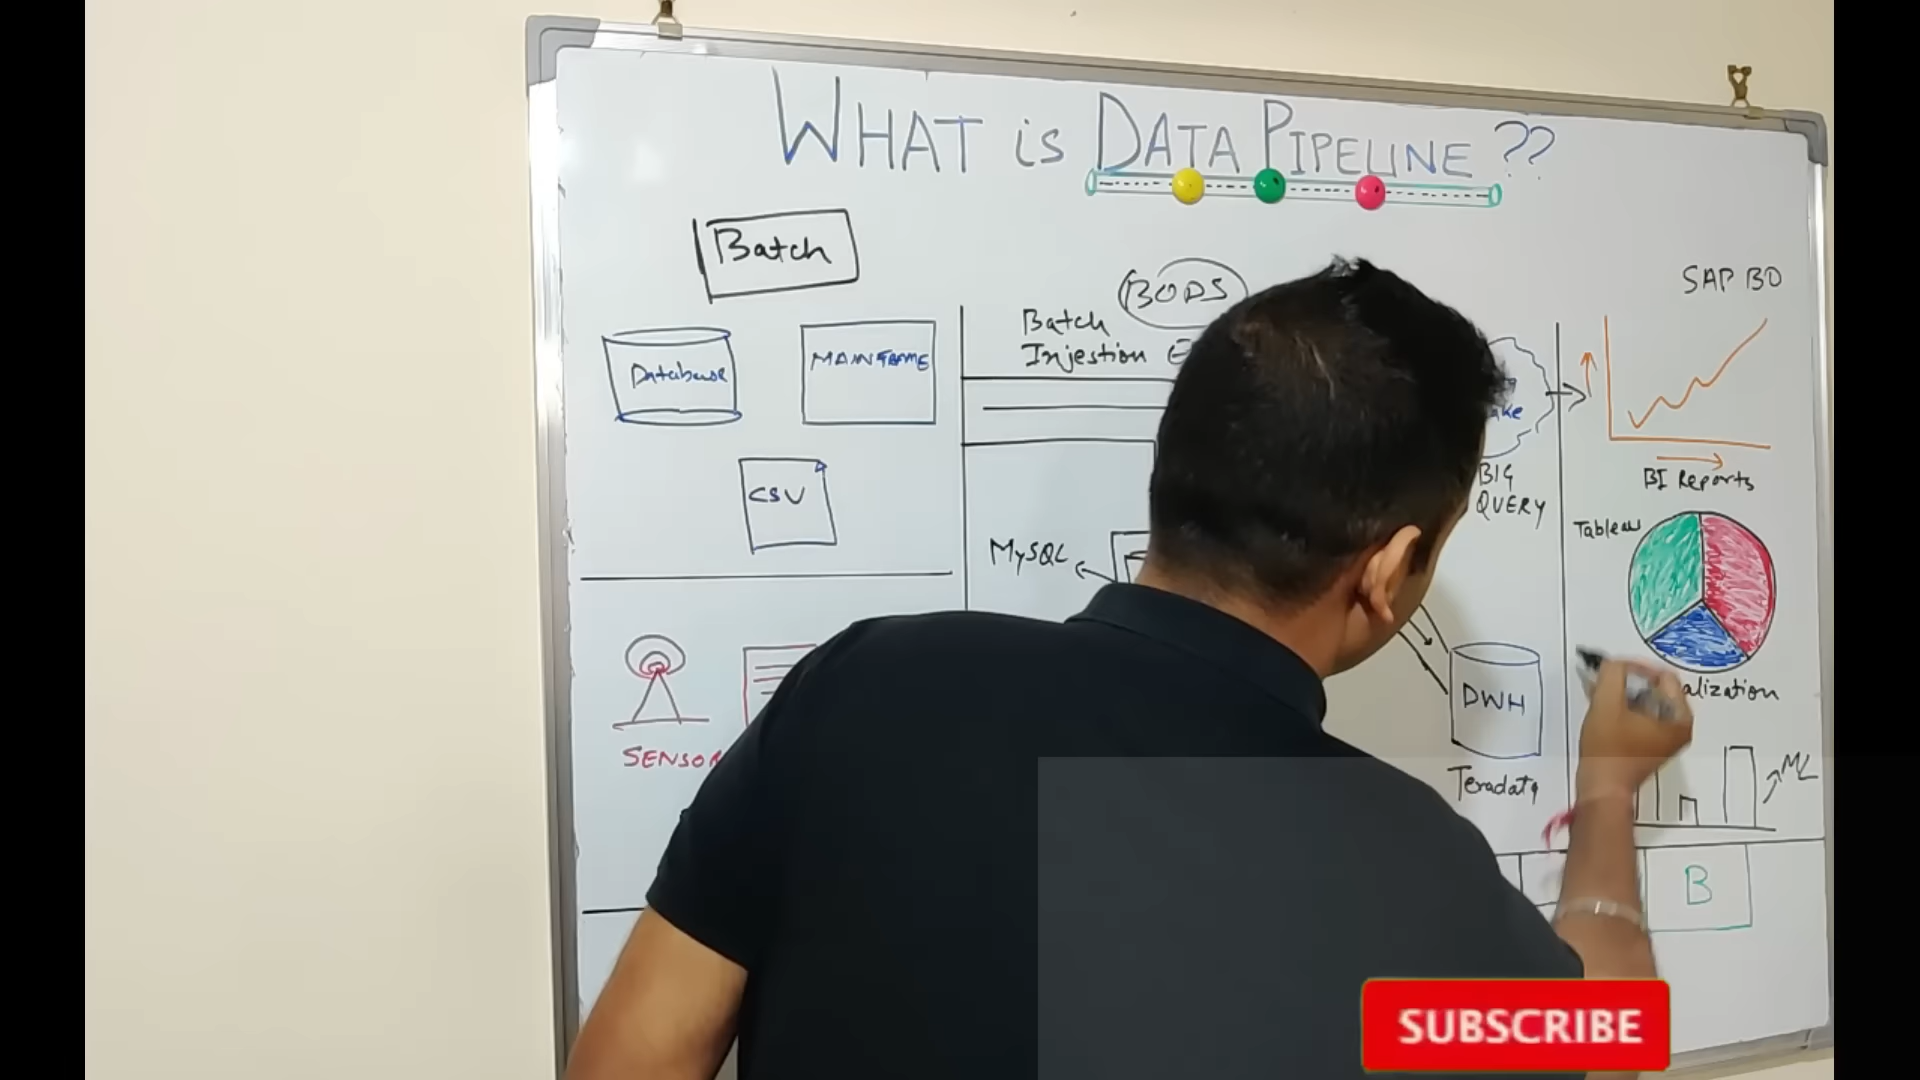 WHAT is DATA PIPELINE ??
Batch
BODS
SAP BO
Batch
Injestion
Database
MAINFRAME
BI Reports
CSV
BIG
QUERY
Tableau
MySQL
DWH
SENSOR
Teradata
ML
B
SUBSCRIBE